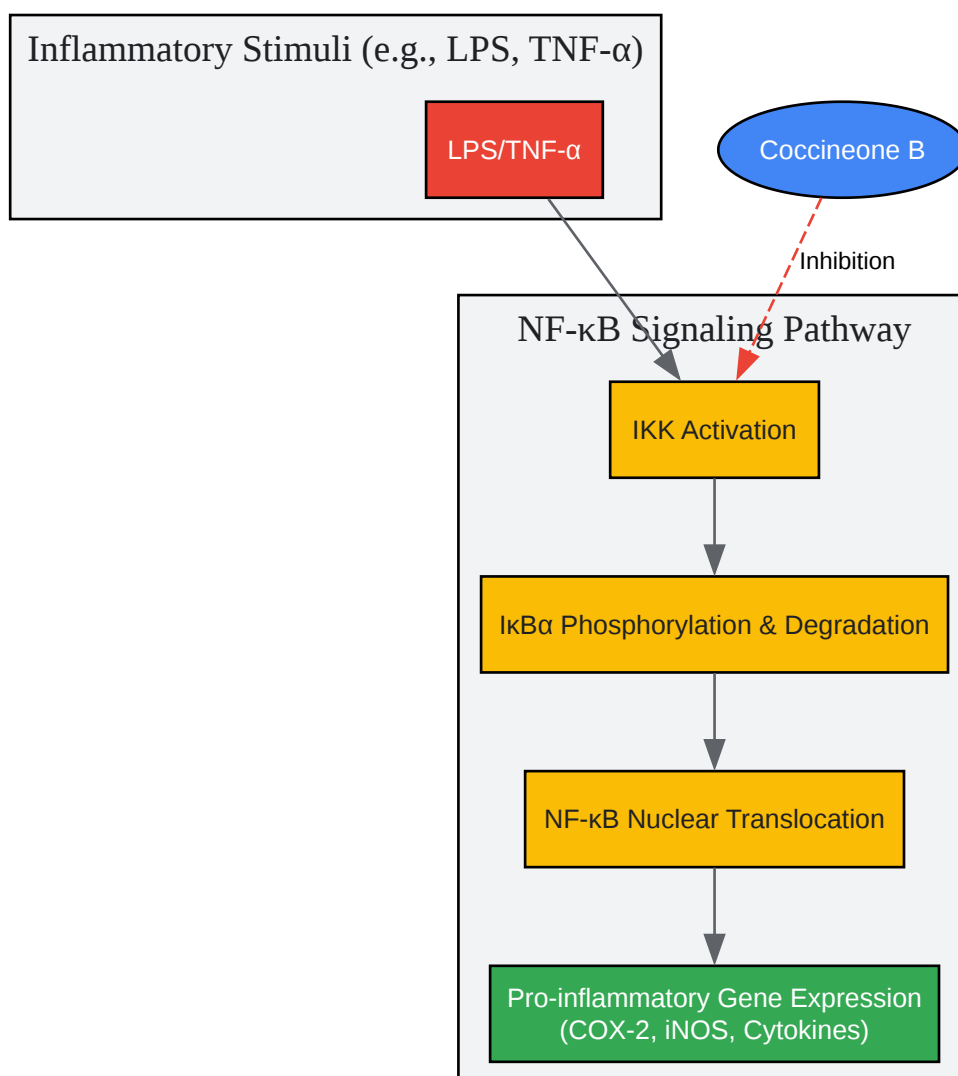 Inflammatory Stimuli (e.g., LPS, TNF-α)
LPS/TNF-α
Coccineone B
Inhibition
NF-κB Signaling Pathway
IKK Activation
IκBα Phosphorylation & Degradation
NF-κB Nuclear Translocation
Pro-inflammatory Gene Expression
(COX-2, iNOS, Cytokines)